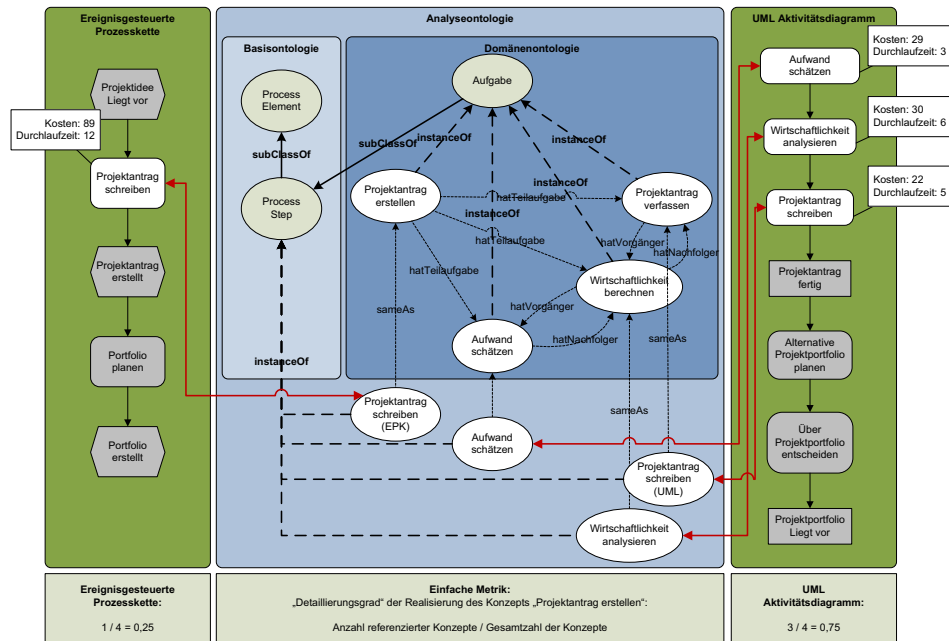 Ereignisgesteuerte
Prozesskette
Projektidee
Liegt vor
Kosten: 89
Durchlaufzeit: 12
Projektantrag
schreiben
Projektantrag
erstellt
Portfolio
planen
Portfolio
erstellt
Analyseontologie
Basisontologie
Process
Element
subClassOf
Process
Step
instanceOf
Domänenontologie
Aufgabe
subClassOf
instanceOf
instanceOf
Projektantrag
erstellen
hatTeilaufgabe
instanceOf
Projektantrag
verfassen
instanceOf
hatTeilaufgabe
hatVorgänger
hatNachfolger
hatTeilaufgabe
Wirtschaftlichkeit
berechnen
hatVorgänger
sameAs
Aufwand
schätzen
hatNachfolger
sameAs
Projektantrag
schreiben
(EPK)
sameAs
Aufwand
schätzen
Projektantrag
schreiben
(UML)
Wirtschaftlichkeit
analysieren
UML Aktivitätsdiagramm
Kosten: 29
Durchlaufzeit: 3
Aufwand
schätzen
Kosten: 30
Durchlaufzeit: 6
Wirtschaftlichkeit
analysieren
Kosten: 22
Durchlaufzeit: 5
Projektantrag
schreiben
Projektantrag
fertig
Alternative
Projektportfolio
planen
Über
Projektportfolio
entscheiden
Projektportfolio
Liegt vor
Ereignisgesteuerte
Prozesskette:
1 / 4 = 0,25
Einfache Metrik:
„Detaillierungsgrad“ der Realisierung des Konzepts „Projektantrag erstellen“:
Anzahl referenzierter Konzepte / Gesamtzahl der Konzepte
UML
Aktivitätsdiagramm:
3 / 4 = 0,75